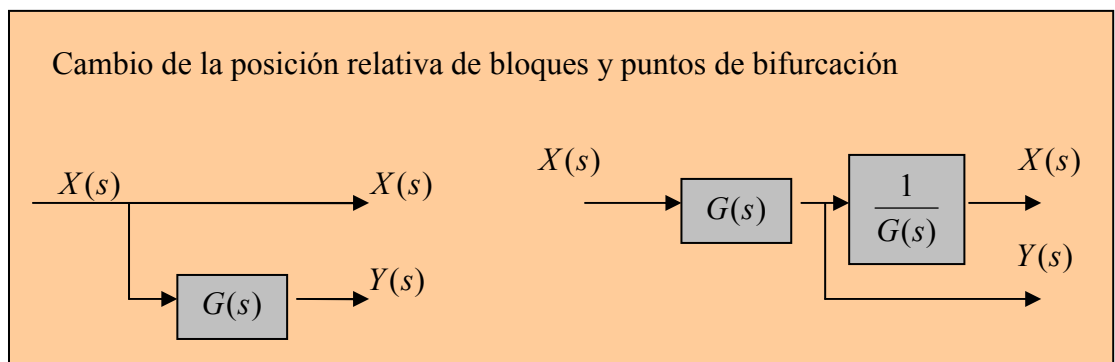 Cambio de la posición relativa de bloques y puntos de bifurcación
X(s)
X(s)
G(s)
Y(s)
X(s)
G(s)
1
G(s)
X(s)
Y(s)